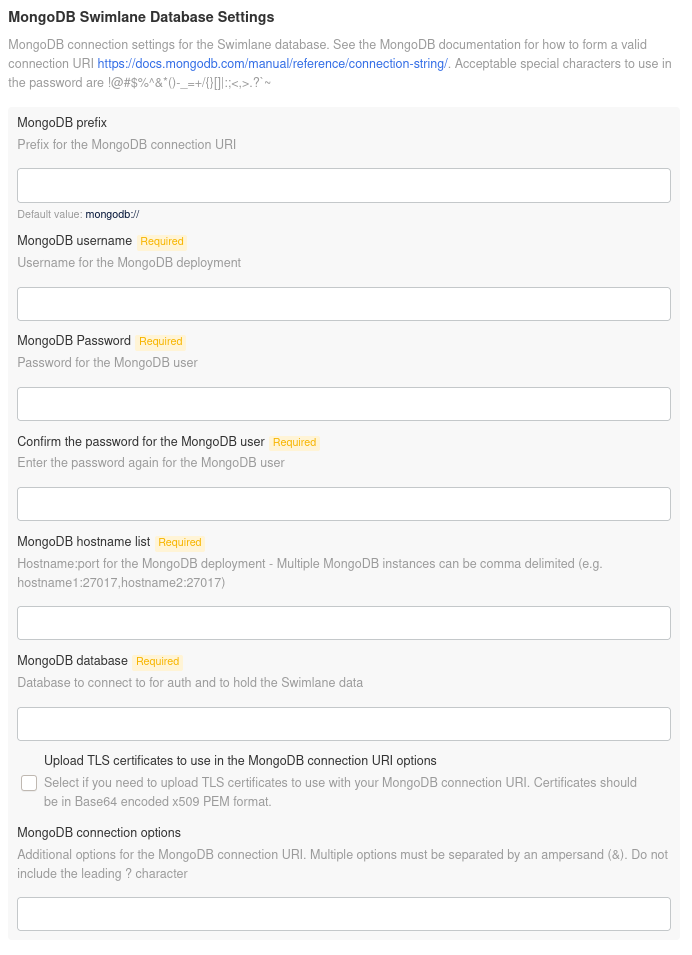 MongoDB Swimlane Database Settings
MongoDB connection settings for the Swimlane database. See the MongoDB documentation for how to form a valid
connection URI https://docs.mongodb.com/manual/reference/connection-string/. Acceptable special characters to use in
the password are !@#$%^&*()-_=+/{}[]|:;<,>.?`~
MongoDB prefix
Prefix for the MongoDB connection URI
Default value: mongodb://
MongoDB username Required
Username for the MongoDB deployment
MongoDB Password Required
Password for the MongoDB user
Confirm the password for the MongoDB user Required
Enter the password again for the MongoDB user
MongoDB hostname list Required
Hostname:port for the MongoDB deployment - Multiple MongoDB instances can be comma delimited (e.g.
hostname1:27017,hostname2:27017)
MongoDB database Required
Database to connect to for auth and to hold the Swimlane data
Upload TLS certificates to use in the MongoDB connection URI options
Select if you need to upload TLS certificates to use with your MongoDB connection URI. Certificates should
be in Base64 encoded x509 PEM format.
MongoDB connection options
Additional options for the MongoDB connection URI. Multiple options must be separated by an ampersand (&). Do not
include the leading ? character